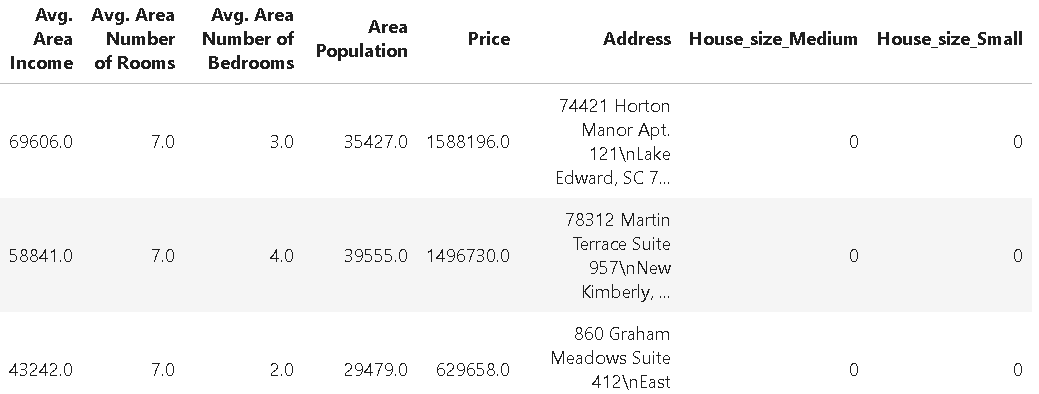 Avg. Area Income Avg. Area Number of Rooms Avg. Area Number of Bedrooms Area Population Price Address House_size_Medium House_size_Small
69606.0 7.0 3.0 35427.0 1588196.0 74421 Horton Manor Apt. 121\nLake Edward, SC 7... 0 0
58841.0 7.0 4.0 39555.0 1496730.0 78312 Martin Terrace Suite 957\nNew Kimberly, ... 0 0
43242.0 7.0 2.0 29479.0 629658.0 860 Graham Meadows Suite 412\nEast 0 0